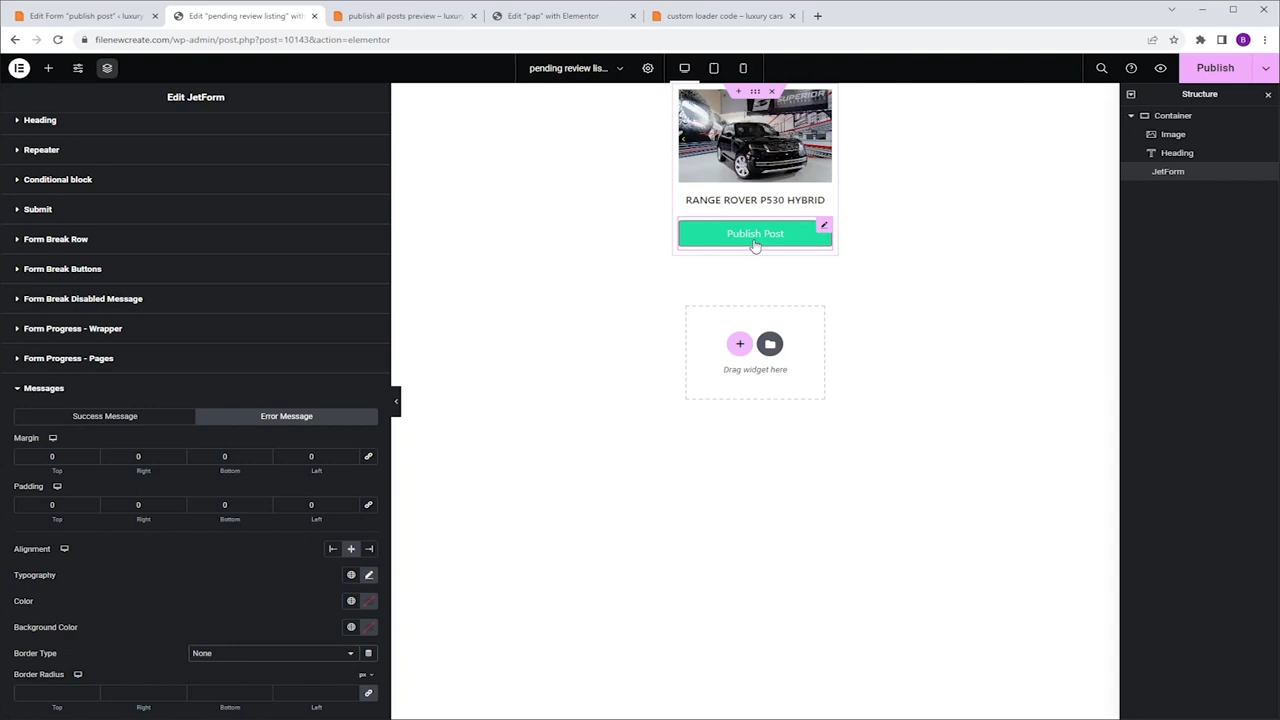 Edit Form "publish post" ‹ luxury
Edit "pending review listing" with
publish all posts preview – luxury
Edit "pap" with Elementor
custom loader code – luxury cars
filenewcreate.com/wp-admin/post.php?post=10143&action=elementor
B
pending review lis...
Publish
Edit JetForm
Structure
Heading
Repeater
Conditional block
Submit
Form Break Row
Form Break Buttons
Form Break Disabled Message
Form Progress - Wrapper
Form Progress - Pages
Messages
Success Message
Error Message
Margin
0 0 0 0
Top Right Bottom Left
Padding
0 0 0 0
Top Right Bottom Left
Alignment
Typography
Color
Background Color
Border Type
None
Border Radius
px
Top Right Bottom Left
SUPERIOR
RANGE ROVER P530 HYBRID
Publish Post
Drag widget here
Container
Image
Heading
JetForm